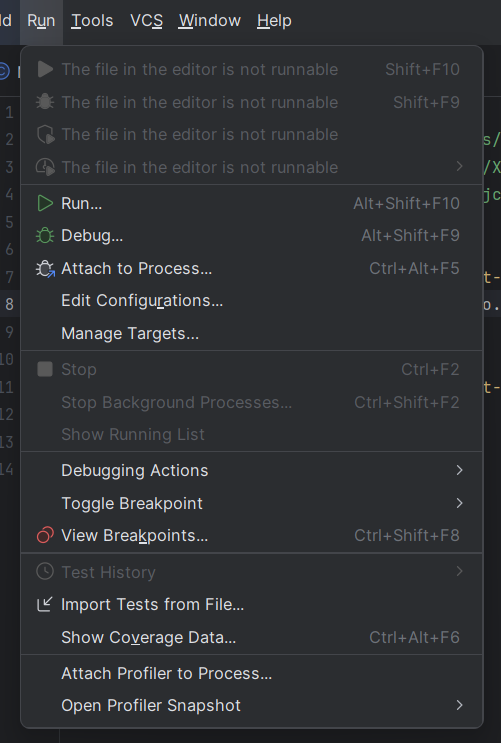 Run Tools VCS Window Help
The file in the editor is not runnable Shift+F10
The file in the editor is not runnable Shift+F9
The file in the editor is not runnable
The file in the editor is not runnable
Run... Alt+Shift+F10
Debug... Alt+Shift+F9
Attach to Process... Ctrl+Alt+F5
Edit Configurations...
Manage Targets...
Stop Ctrl+F2
Stop Background Processes... Ctrl+Shift+F2
Show Running List
Debugging Actions
Toggle Breakpoint
View Breakpoints... Ctrl+Shift+F8
Test History
Import Tests from File...
Show Coverage Data... Ctrl+Alt+F6
Attach Profiler to Process...
Open Profiler Snapshot
1
2 s/
3 /X
4 jc
5
6
7 t-
8 o.
9
10
11 t-
12
13
14